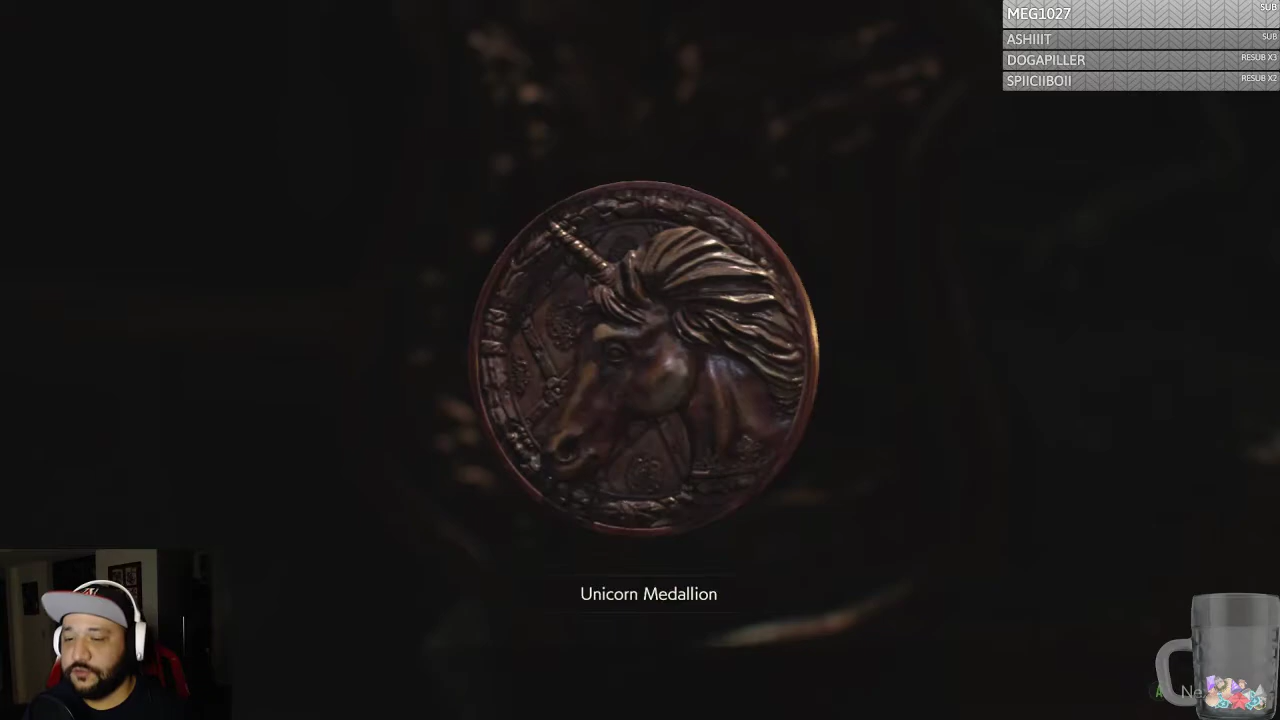 MEG1027 SUB
ASHIIIT SUB
DOGAPILLER RESUB X3
SPIICIIBOII RESUB X2
Unicorn Medallion